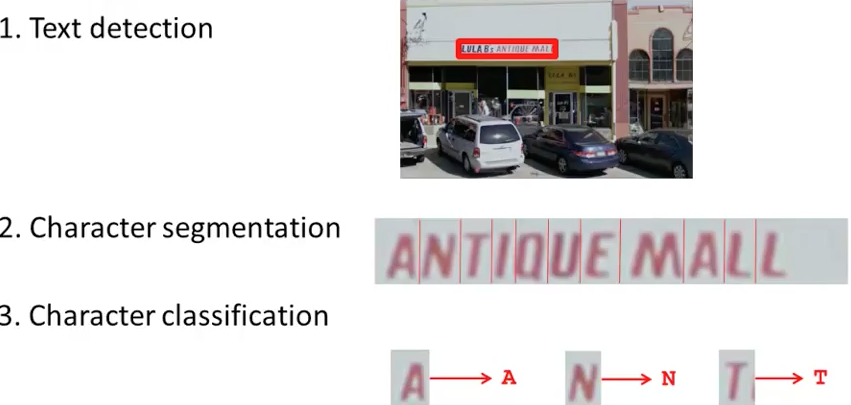 1. Text detection
LULA B's ANTIQUE MALL
2. Character segmentation
ANTIQUE MALL
3. Character classification
A A N N T T